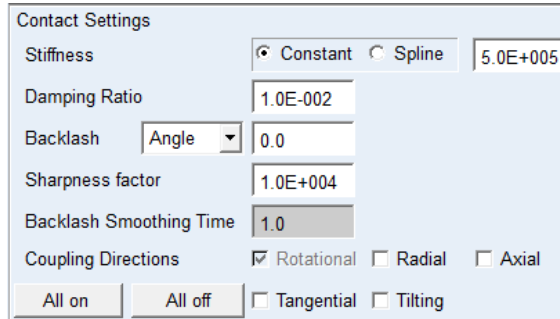 Contact Settings
Stiffness Constant Spline 5.0E+005
Damping Ratio 1.0E-002
Backlash Angle 0.0
Sharpness factor 1.0E+004
Backlash Smoothing Time 1.0
Coupling Directions Rotational Radial Axial
All on All off Tangential Tilting